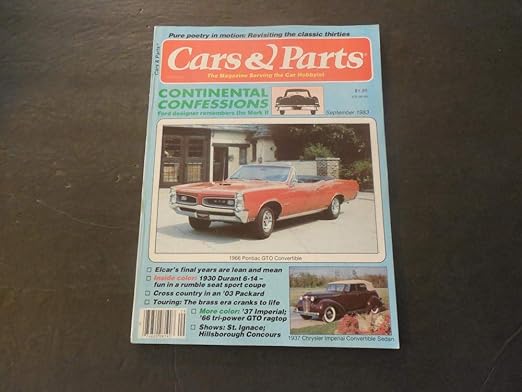 Pure poetry in motion: Revisiting the classic thirties
Cars & Parts
Cars & Parts
The Magazine Serving the Car Hobbyist
CONTINENTAL
CONFESSIONS
Ford designer remembers the Mark II
$1.95
September 1983
1966 Pontiac GTO Convertible
Elcar's final years are lean and mean
Inside color: 1930 Durant 6-14 –
fun in a rumble seat sport coupe
Cross country in an '03 Packard
Touring: The brass era cranks to life
More color: '37 Imperial;
'66 tri-power GTO ragtop
Shows: St. Ignace;
Hillsborough Concours
1937 Chrysler Imperial Convertible Sedan